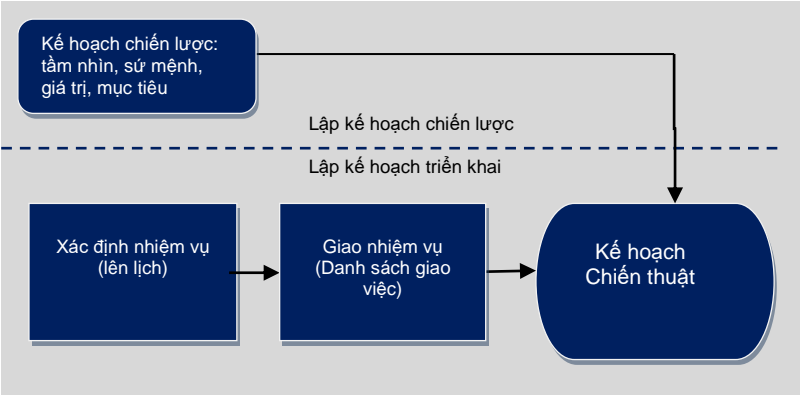 Kế hoạch chiến lược:
tầm nhìn, sứ mệnh,
giá trị, mục tiêu
Lập kế hoạch chiến lược
Lập kế hoạch triển khai
Xác định nhiệm vụ
(lên lịch)
Giao nhiệm vụ
(Danh sách giao
việc)
Kế hoạch
Chiến thuật